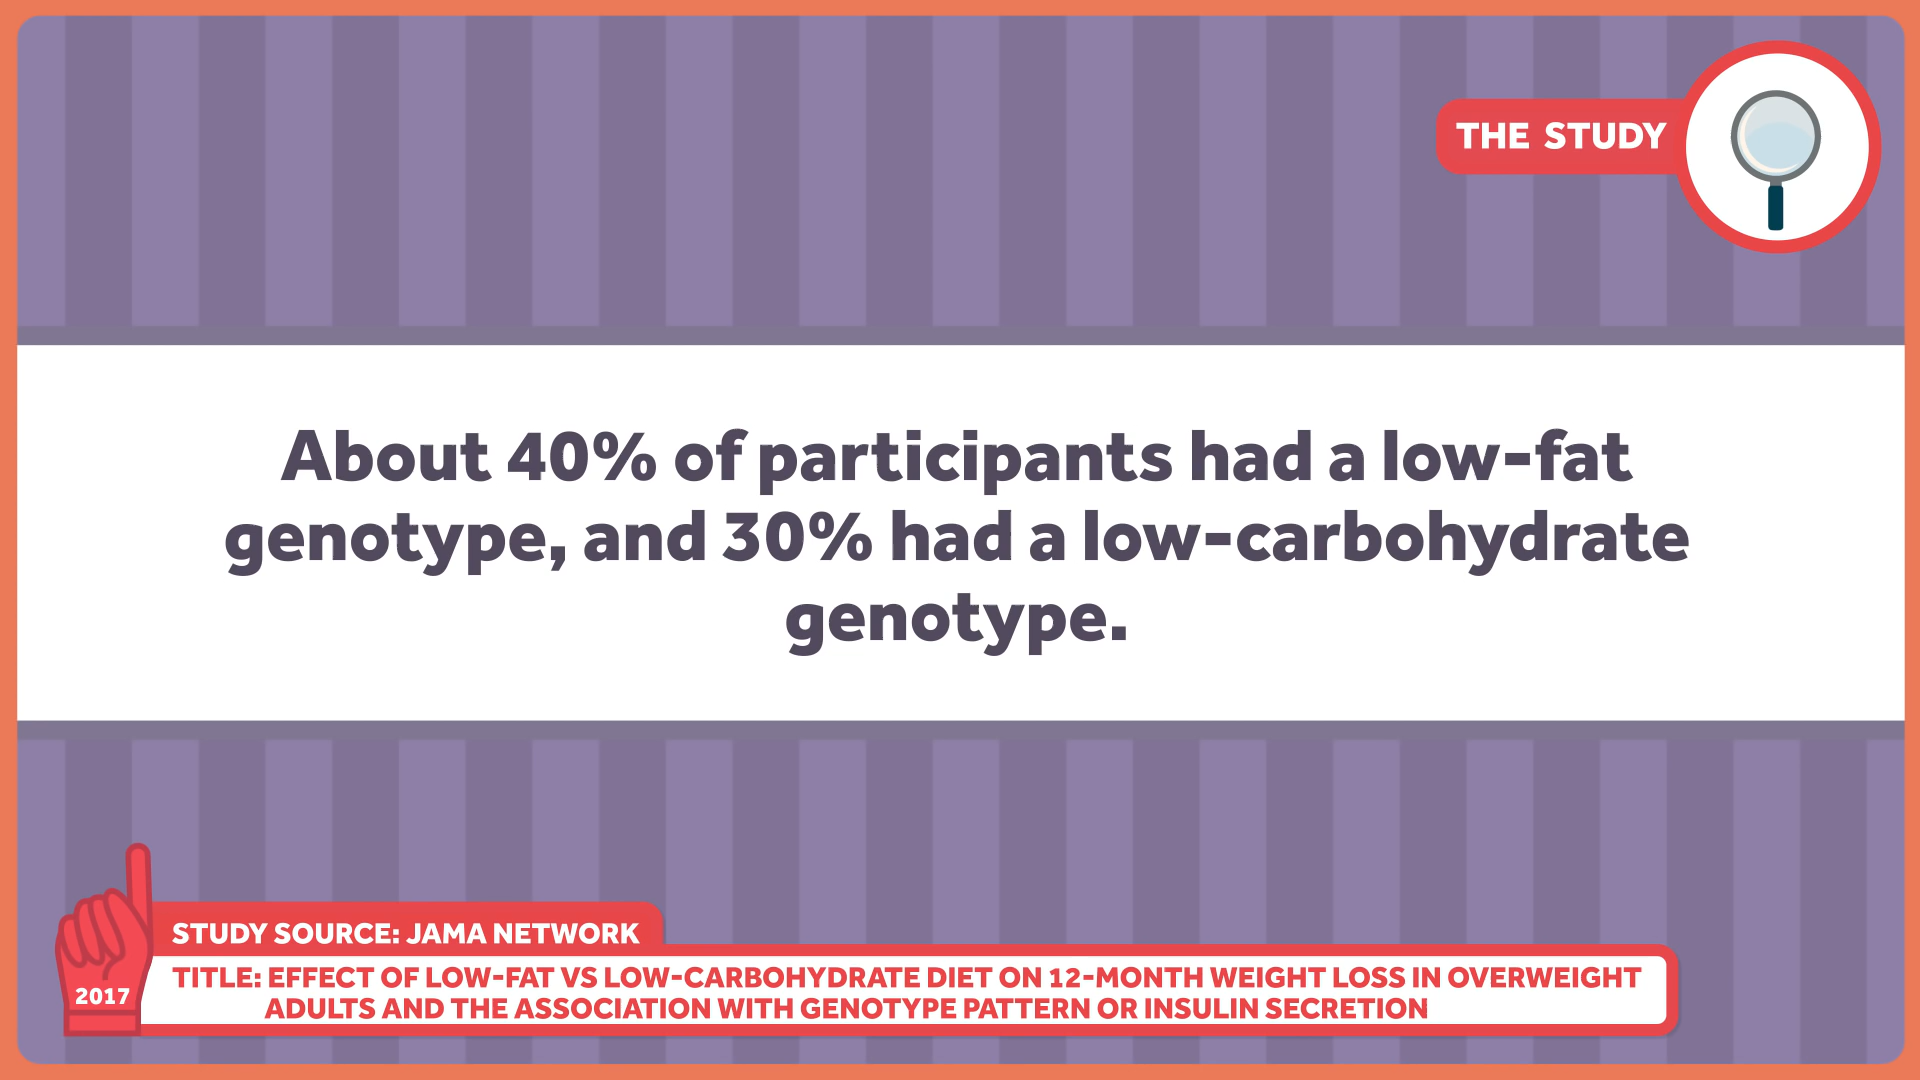 THE STUDY
About 40% of participants had a low-fat
genotype, and 30% had a low-carbohydrate
genotype.
STUDY SOURCE: JAMA NETWORK
2017
TITLE: EFFECT OF LOW-FAT VS LOW-CARBOHYDRATE DIET ON 12-MONTH WEIGHT LOSS IN OVERWEIGHT
ADULTS AND THE ASSOCIATION WITH GENOTYPE PATTERN OR INSULIN SECRETION